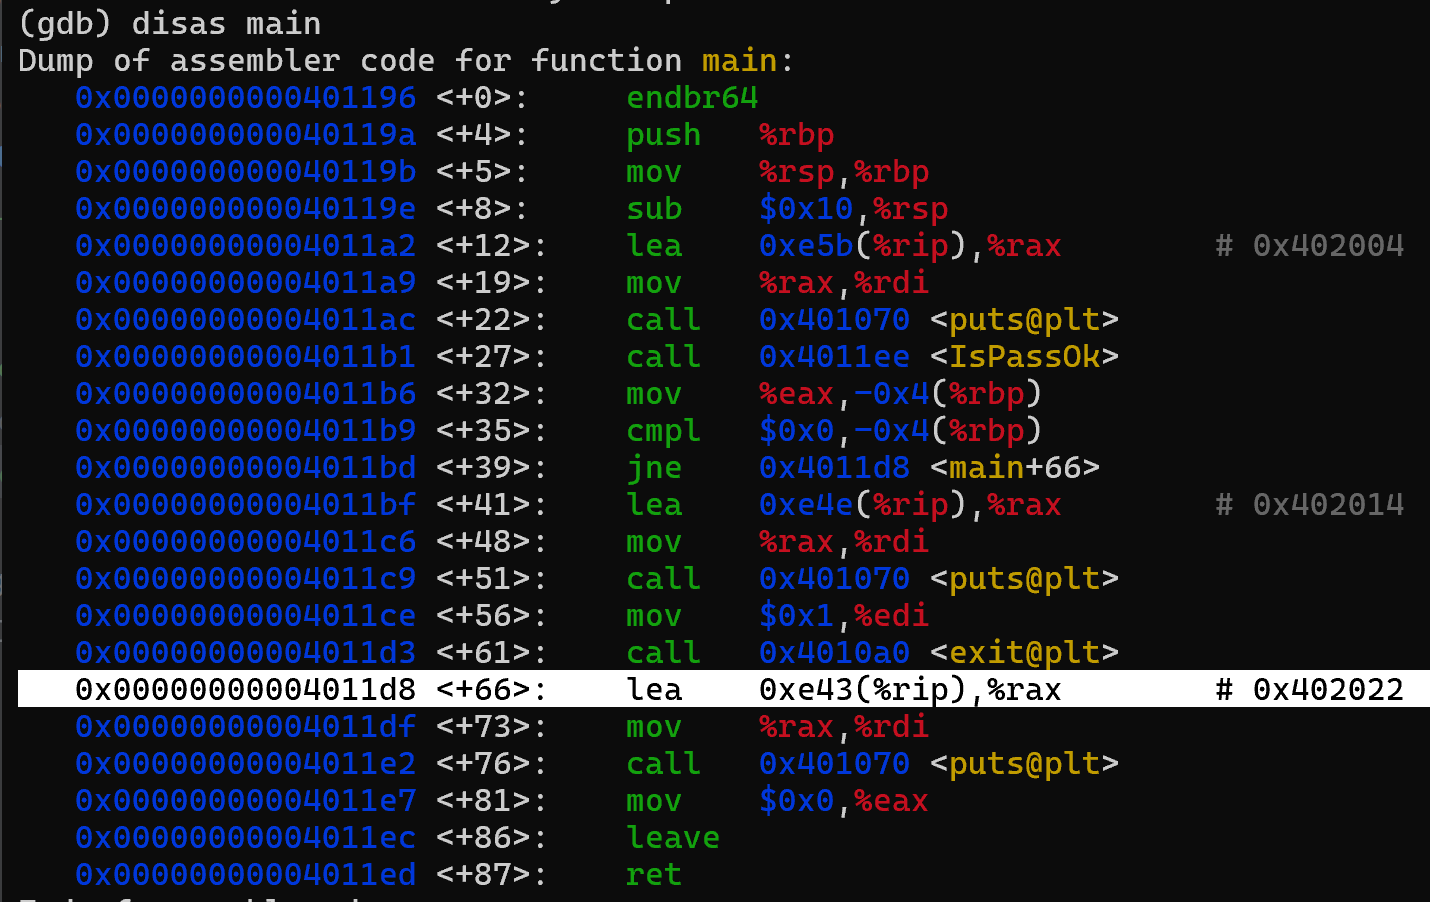 (gdb) disas main
Dump of assembler code for function main:
0x0000000000401196 <+0>: endbr64
0x000000000040119a <+4>: push %rbp
0x000000000040119b <+5>: mov %rsp,%rbp
0x000000000040119e <+8>: sub $0x10,%rsp
0x00000000004011a2 <+12>: lea 0xe5b(%rip),%rax # 0x402004
0x00000000004011a9 <+19>: mov %rax,%rdi
0x00000000004011ac <+22>: call 0x401070 <puts@plt>
0x00000000004011b1 <+27>: call 0x4011ee <IsPassOk>
0x00000000004011b6 <+32>: mov %eax,-0x4(%rbp)
0x00000000004011b9 <+35>: cmpl $0x0,-0x4(%rbp)
0x00000000004011bd <+39>: jne 0x4011d8 <main+66>
0x00000000004011bf <+41>: lea 0xe4e(%rip),%rax # 0x402014
0x00000000004011c6 <+48>: mov %rax,%rdi
0x00000000004011c9 <+51>: call 0x401070 <puts@plt>
0x00000000004011ce <+56>: mov $0x1,%edi
0x00000000004011d3 <+61>: call 0x4010a0 <exit@plt>
0x00000000004011d8 <+66>: lea 0xe43(%rip),%rax # 0x402022
0x00000000004011df <+73>: mov %rax,%rdi
0x00000000004011e2 <+76>: call 0x401070 <puts@plt>
0x00000000004011e7 <+81>: mov $0x0,%eax
0x00000000004011ec <+86>: leave
0x00000000004011ed <+87>: ret